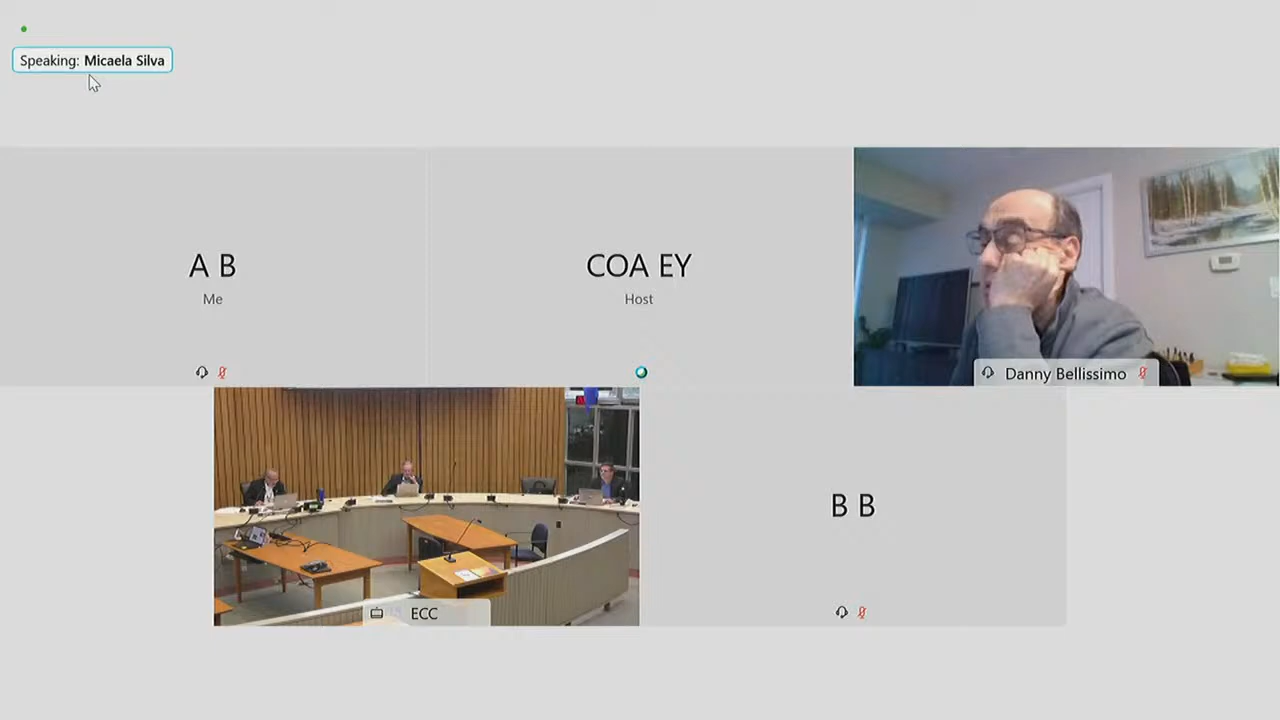 Speaking: Micaela Silva
A B
Me
COA EY
Host
Danny Bellissimo
ECC
B B